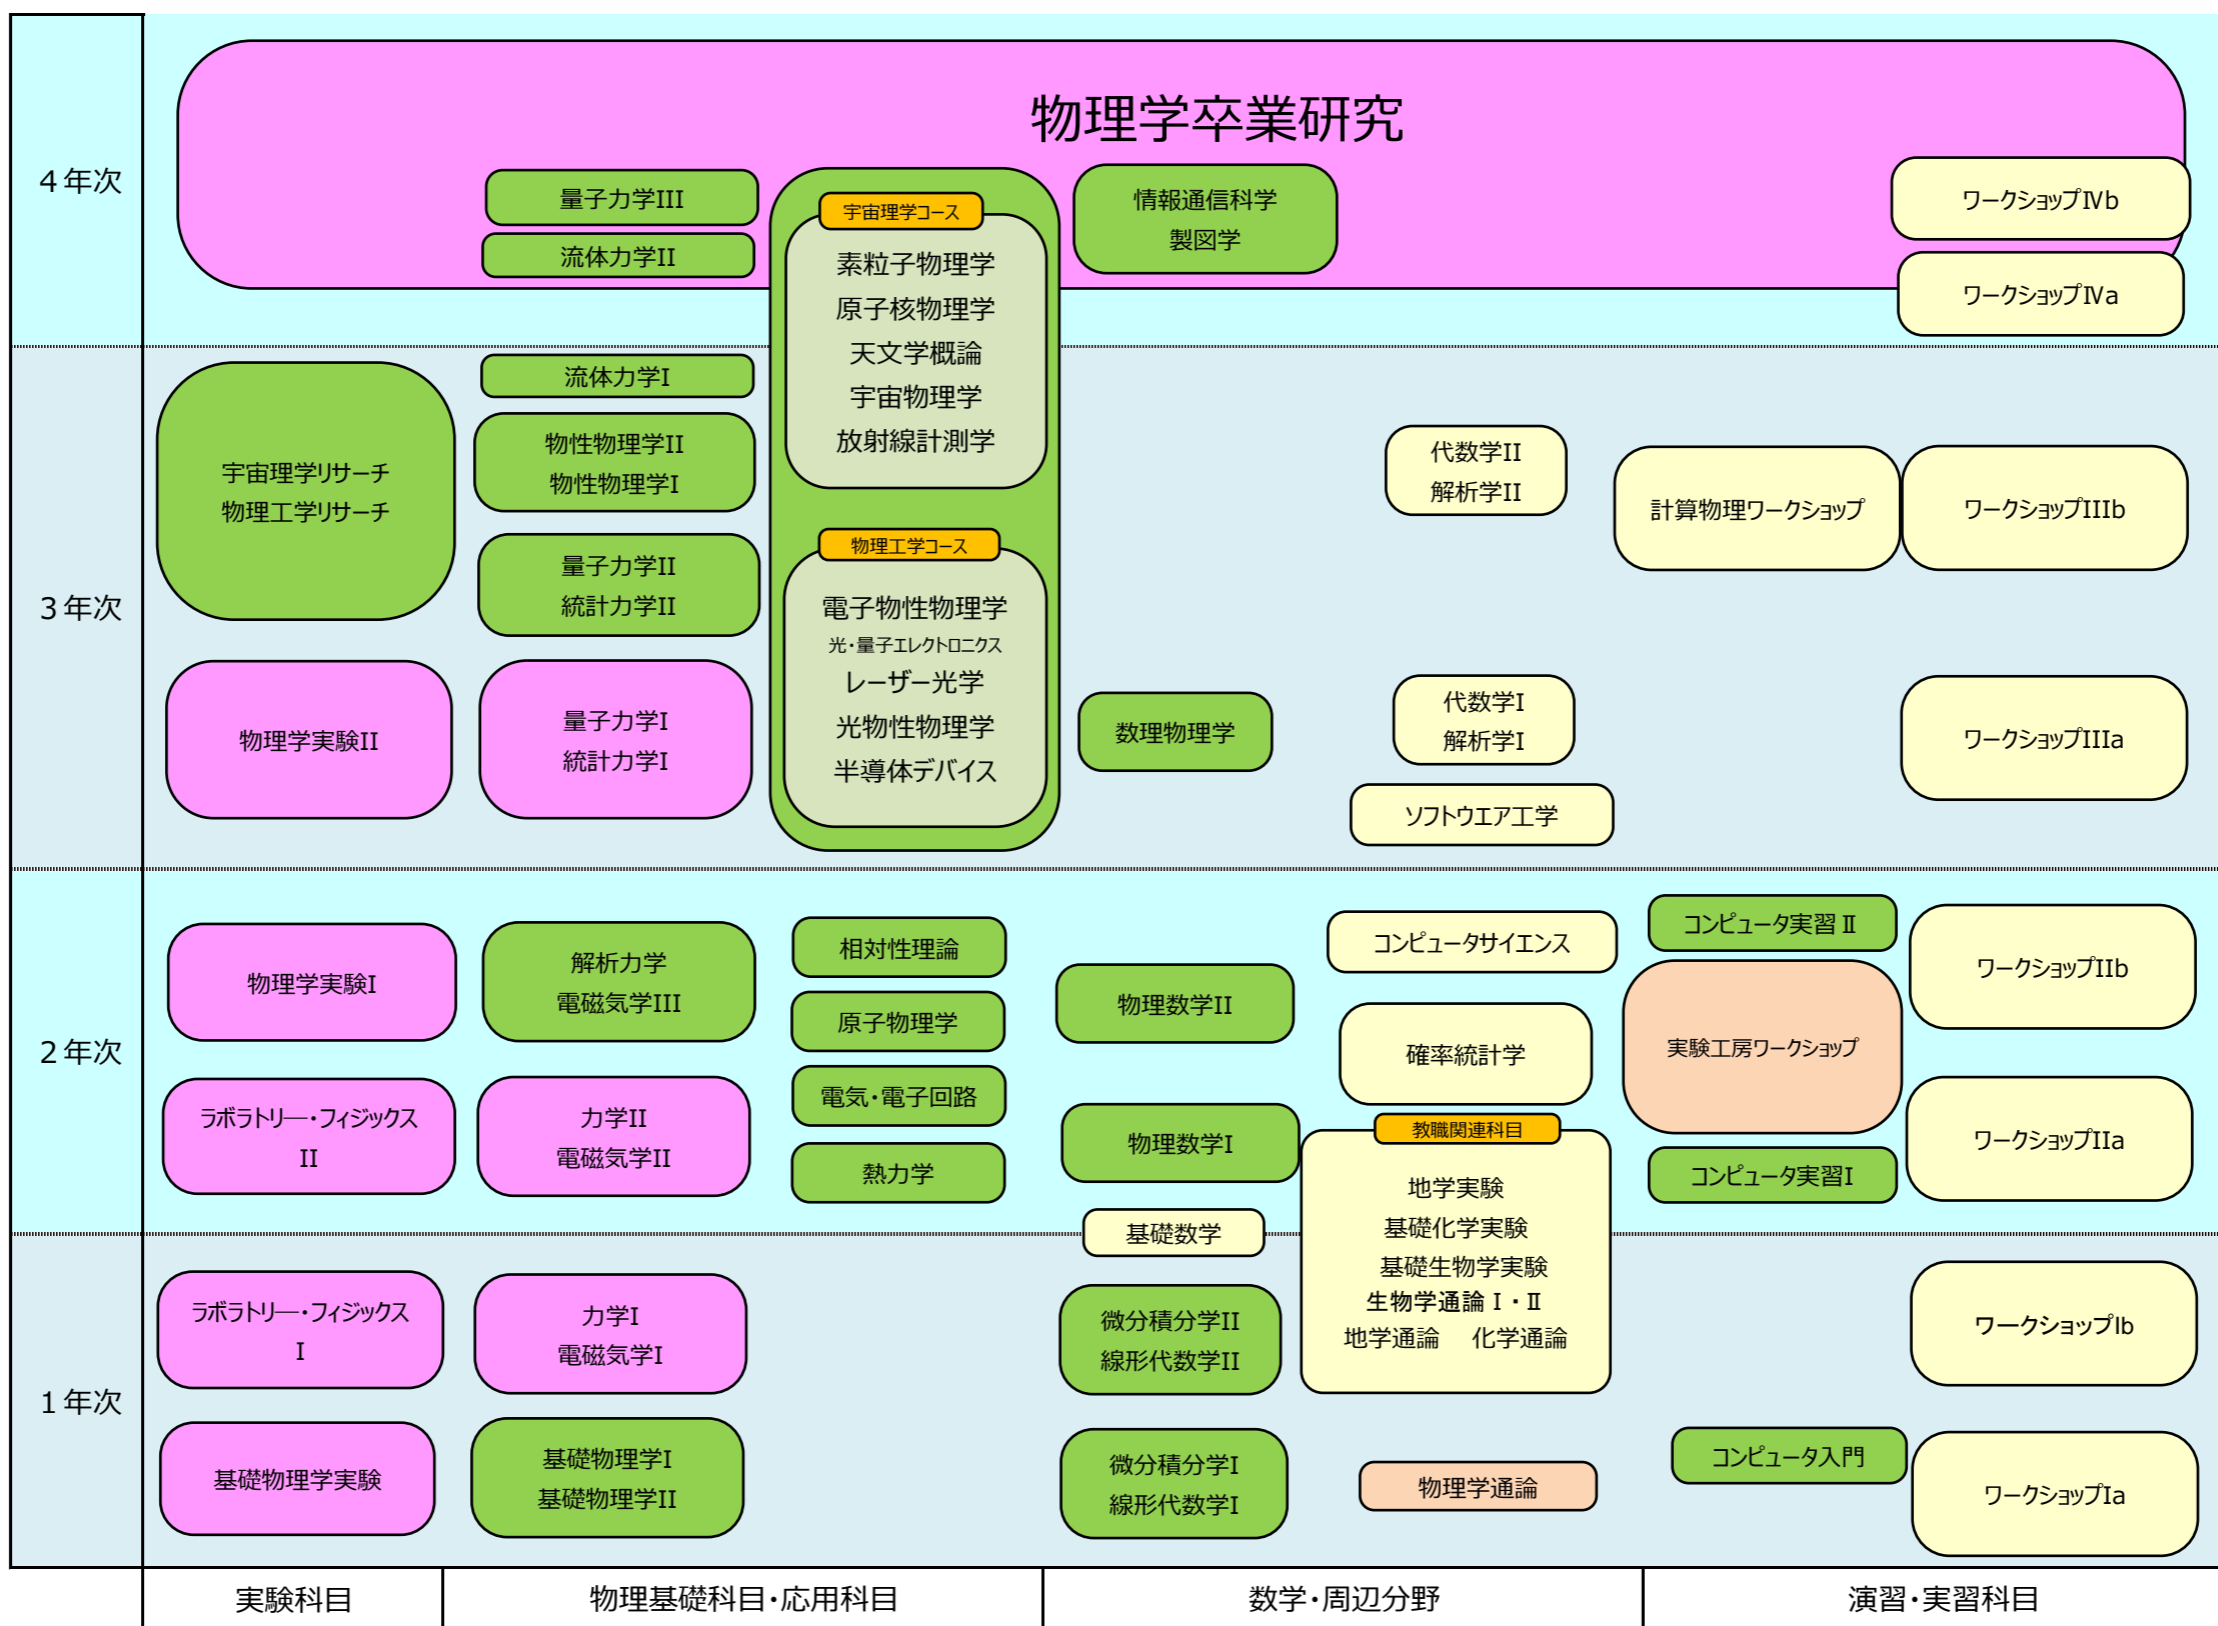 物理学卒業研究
4年次
量子力学III
流体力学II
宇宙理学コース
素粒子物理学
原子核物理学
天文学概論
宇宙物理学
放射線計測学
情報通信科学
製図学
ワークショップⅣb
ワークショップⅣa
3年次
宇宙理学リサーチ
物理工学リサーチ
物理学実験II
流体力学I
物性物理学II
物性物理学I
量子力学II
統計力学II
量子力学I
統計力学I
物理工学コース
電子物性物理学
光・量子エレクトロニクス
レーザー光学
光物性物理学
半導体デバイス
数理物理学
代数学II
解析学II
代数学I
解析学I
ソフトウエア工学
計算物理ワークショップ
ワークショップIIIb
ワークショップIIIa
2年次
物理学実験I
ラボラトリ―・フィジックス
II
解析力学
電磁気学III
力学II
電磁気学II
相対性理論
原子物理学
電気・電子回路
熱力学
物理数学II
物理数学I
基礎数学
コンピュータサイエンス
確率統計学
教職関連科目
地学実験
基礎化学実験
基礎生物学実験
生物学通論Ⅰ・Ⅱ
地学通論　化学通論
コンピュータ実習Ⅱ
実験工房ワークショップ
コンピュータ実習I
ワークショップIIb
ワークショップIIa
1年次
ラボラトリ―・フィジックス
I
基礎物理学実験
力学I
電磁気学I
基礎物理学I
基礎物理学II
微分積分学II
線形代数学II
微分積分学I
線形代数学I
物理学通論
コンピュータ入門
ワークショップIb
ワークショップIa
実験科目
物理基礎科目・応用科目
数学・周辺分野
演習・実習科目